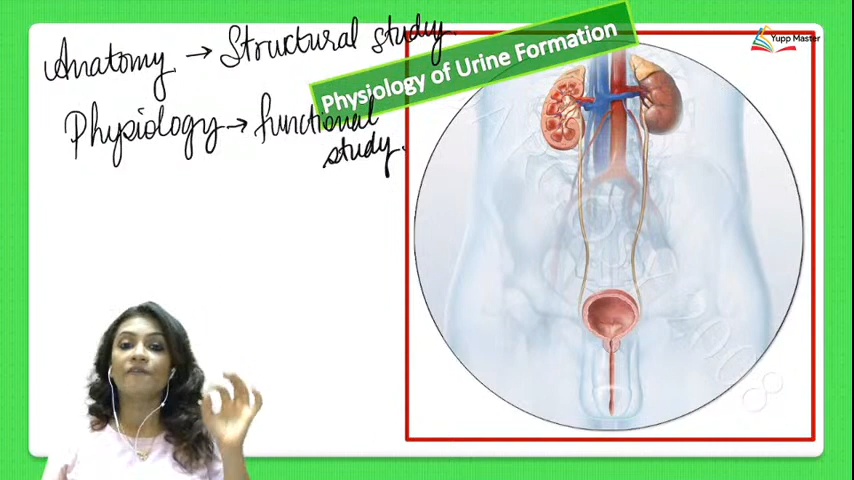 Anatomy → Structural study.
Physiology of Urine Formation
Yupp Master
Physiology → functional
study.